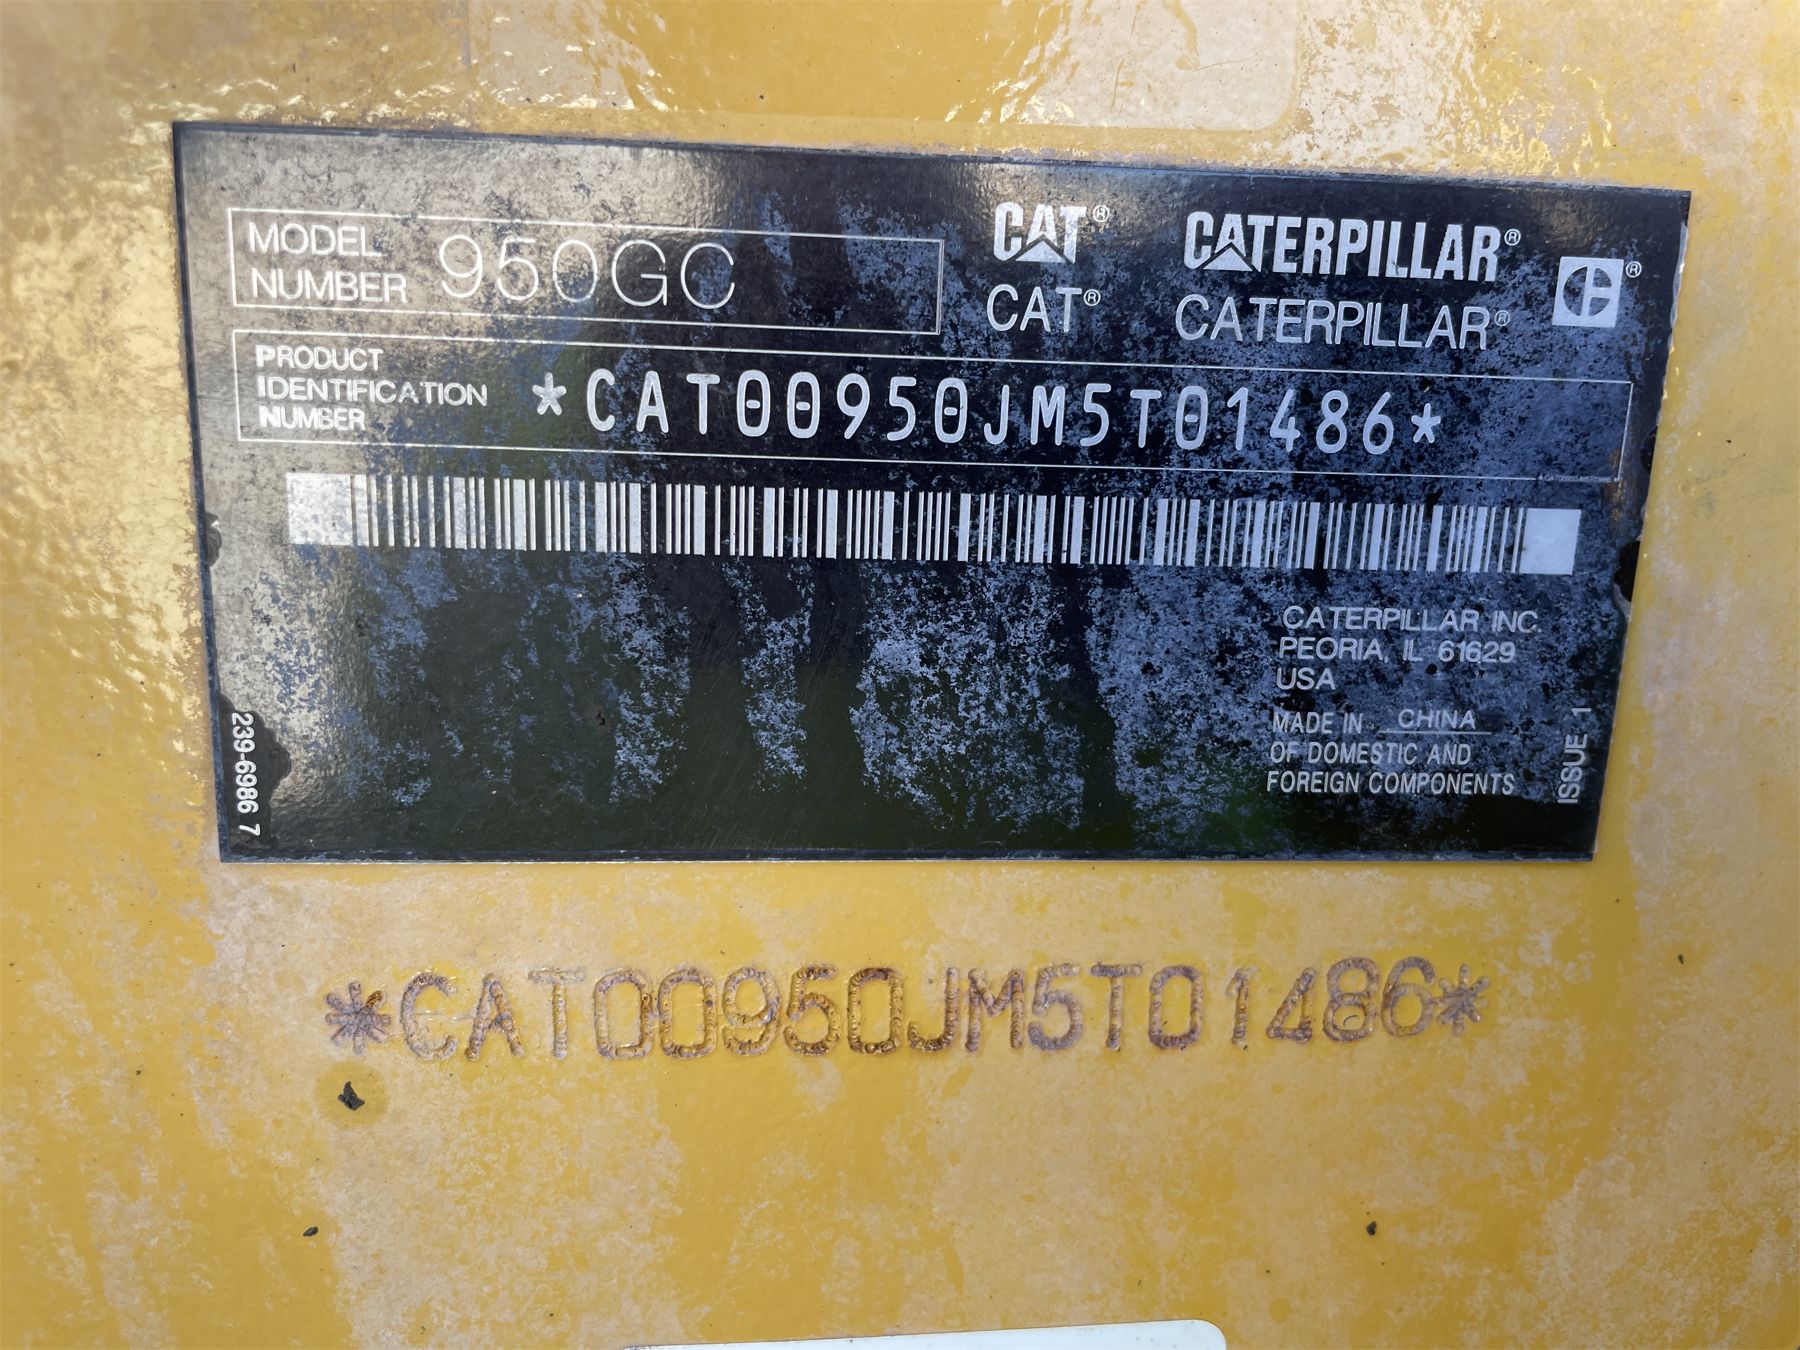 MODEL NUMBER 950GC
CAT® CATERPILLAR®
CAT® CATERPILLAR®
PRODUCT IDENTIFICATION NUMBER *CAT00950JM5T01486*
CATERPILLAR INC.
PEORIA, IL 61629
USA
MADE IN: CHINA
OF DOMESTIC AND
FOREIGN COMPONENTS
ISSUE 1
239-6986 7
*CAT00950JM5T01486*